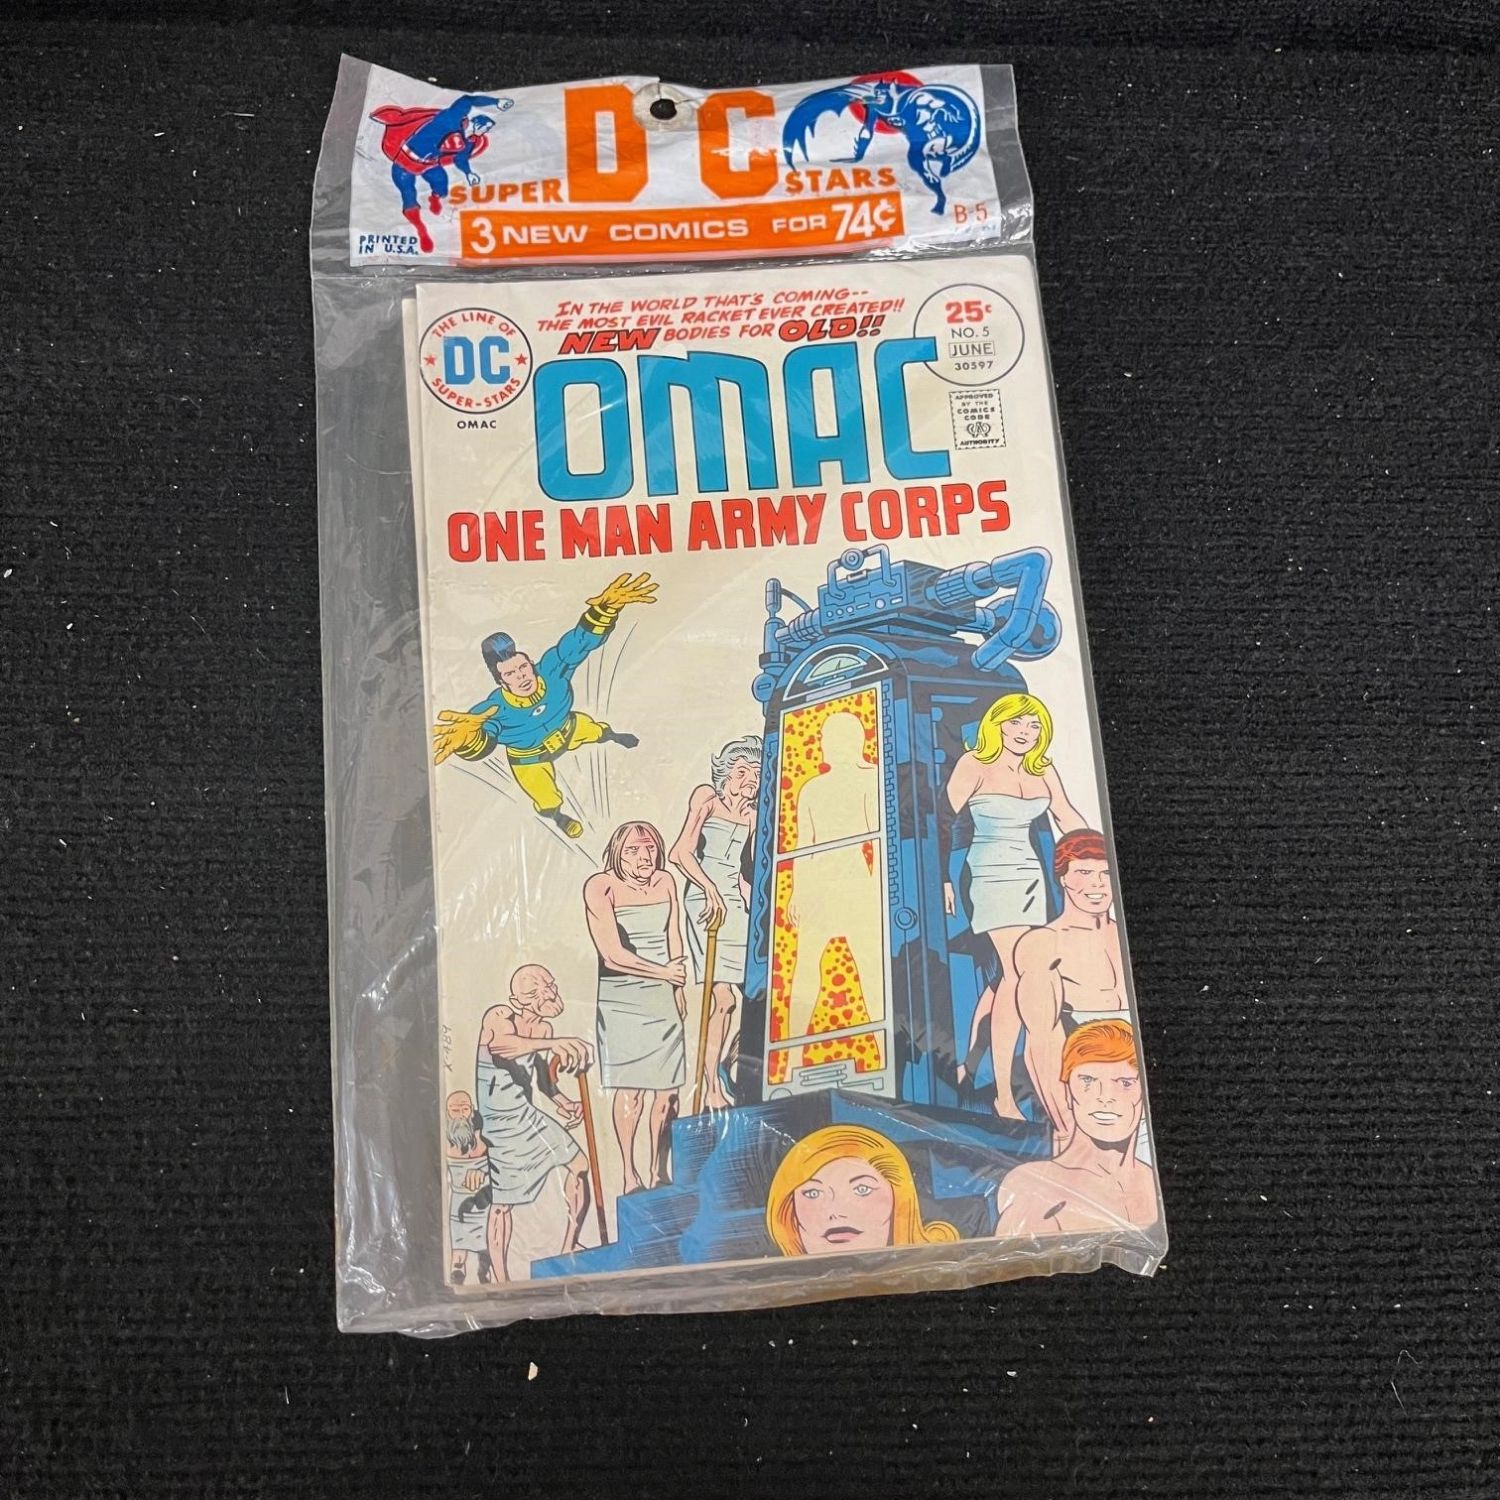 DC
SUPER STARS
3 NEW COMICS FOR 74¢
B-5
PRINTED
IN U.S.A.
IN THE WORLD THAT'S COMING--
THE MOST EVIL RACKET EVER CREATED!!
NEW BODIES FOR OLD!!
THE LINE OF
DC
SUPER-STARS
OMAC
25¢
NO. 5
JUNE
30597
APPROVED
BY THE
COMICS
CODE
CA
AUTHORITY
OMAC
ONE MAN ARMY CORPS